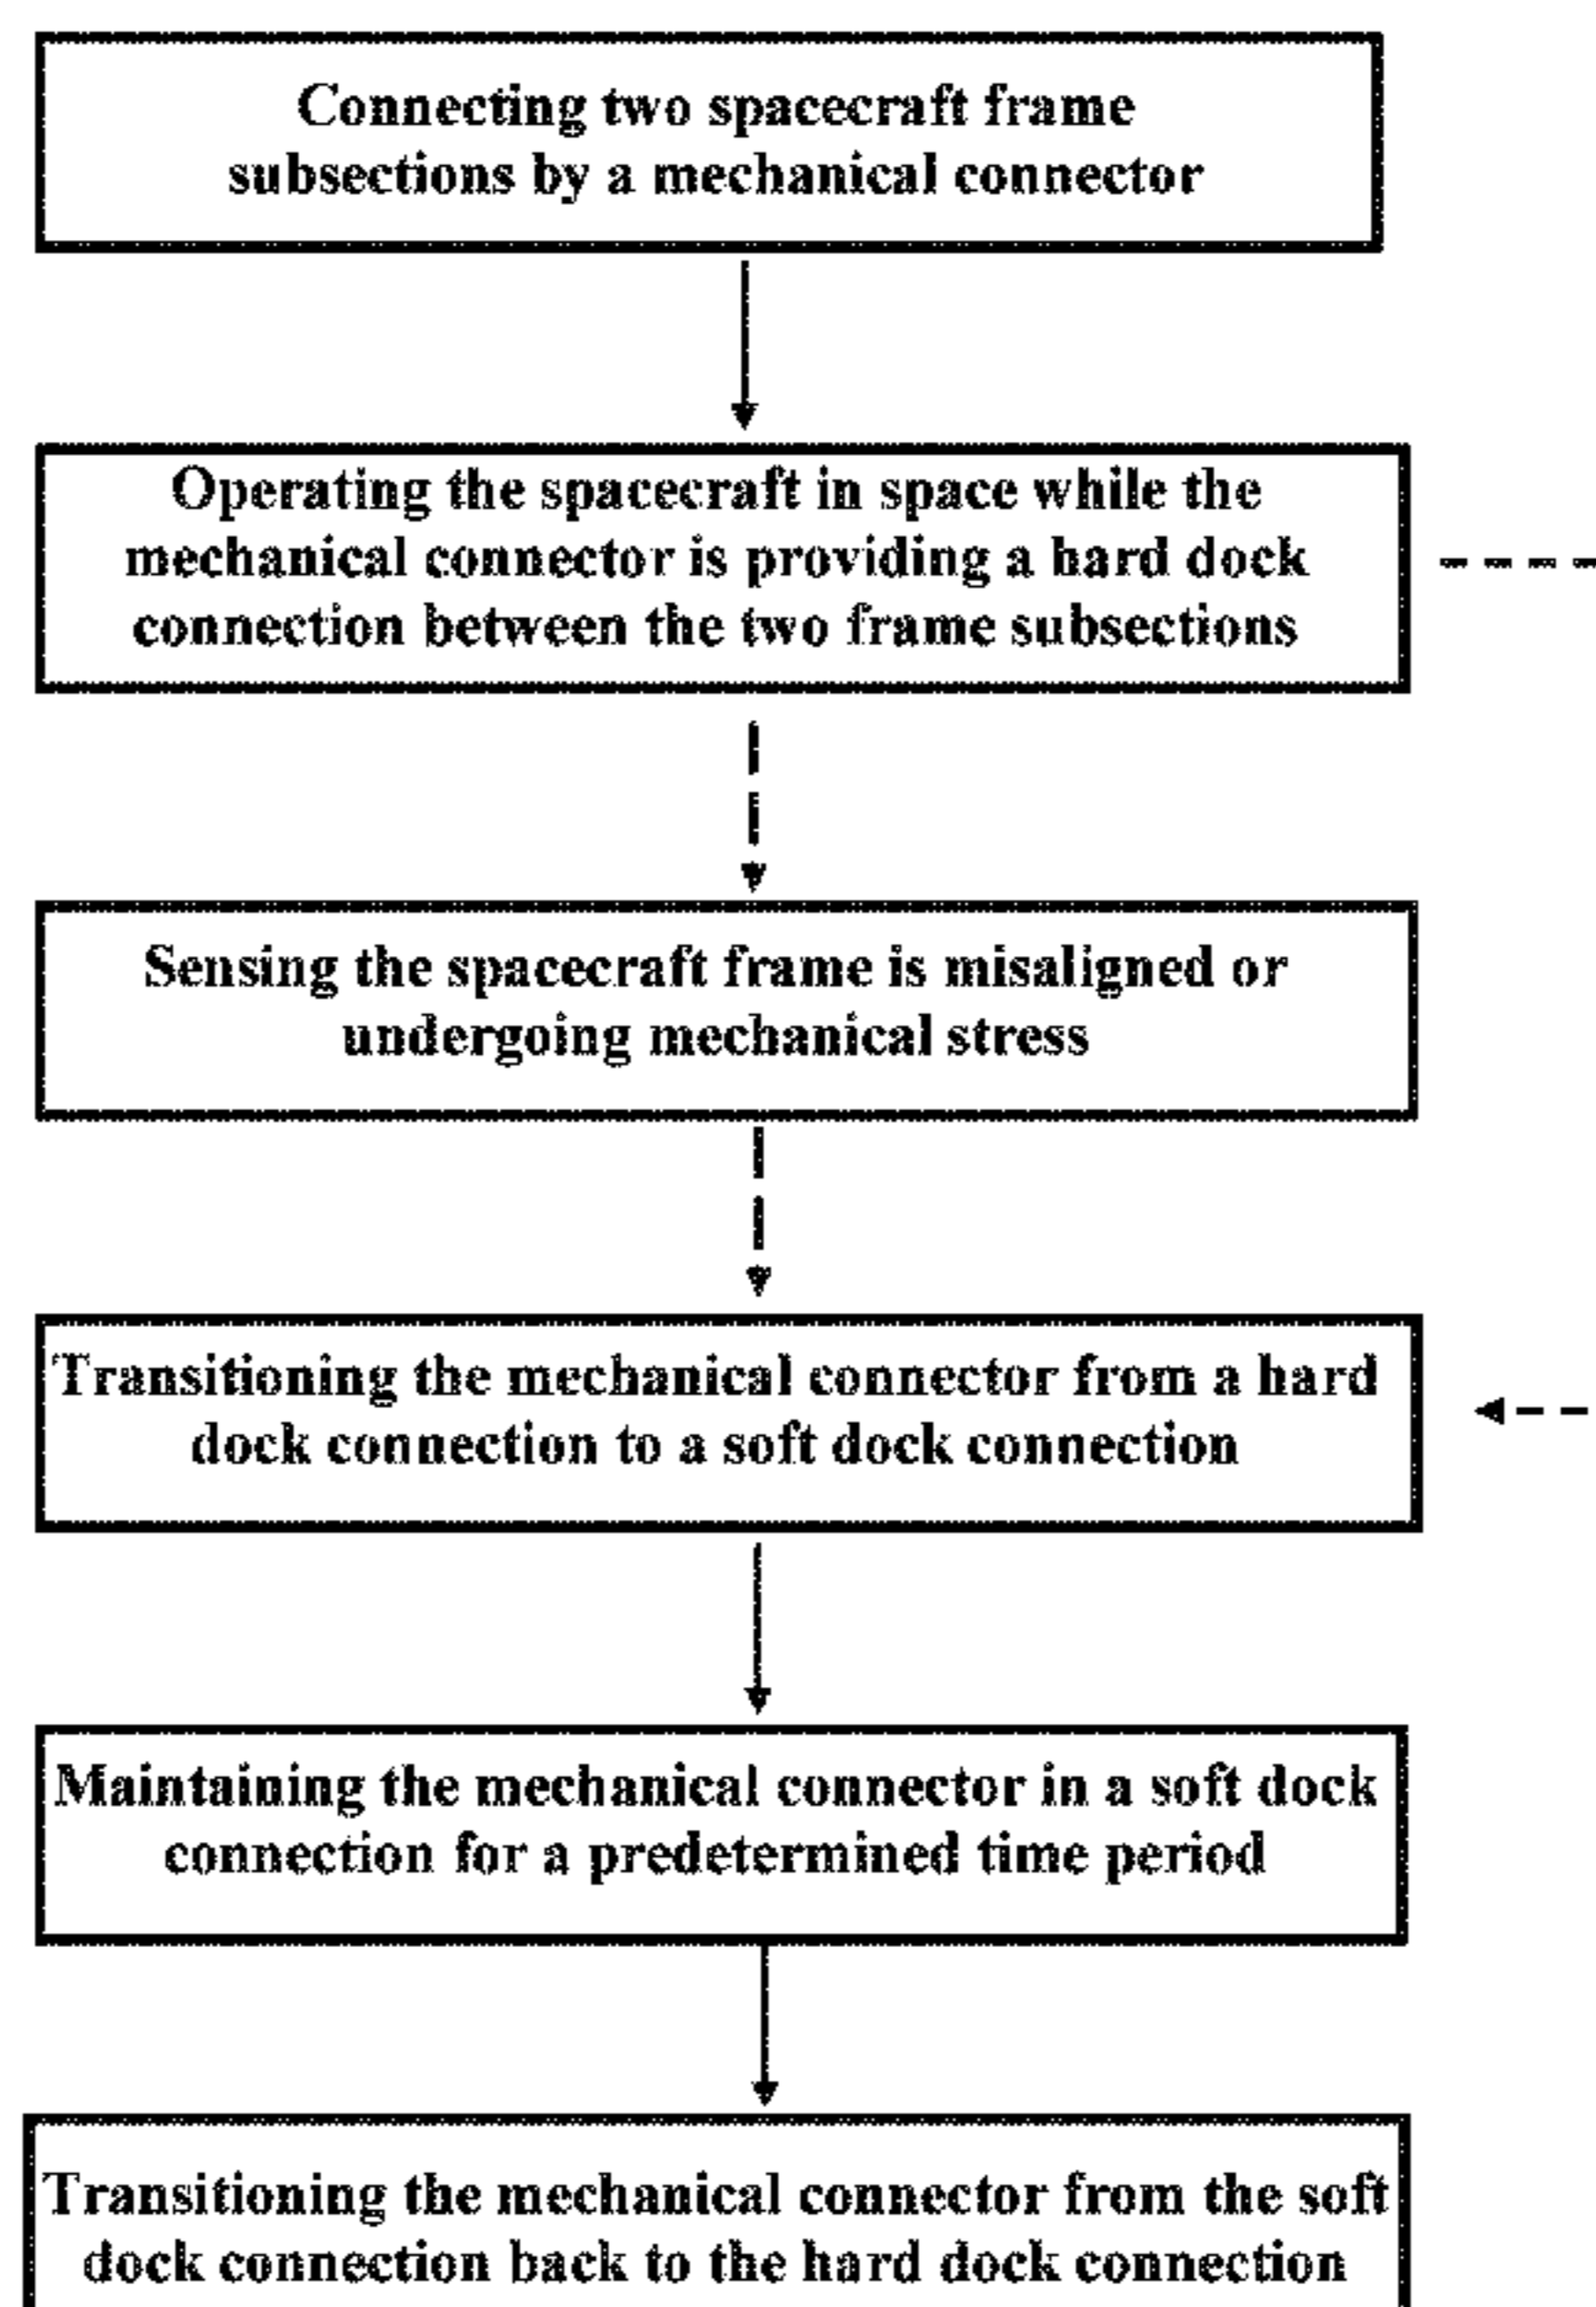 Connecting two spacecraft frame
subsections by a mechanical connector
Operating the spacecraft in space while the
mechanical connector is providing a hard dock
connection between the two frame subsections
Sensing the spacecraft frame is misaligned or
undergoing mechanical stress
Transitioning the mechanical connector from a hard
dock connection to a soft dock connection
Maintaining the mechanical connector in a soft dock
connection for a predetermined time period
Transitioning the mechanical connector from the soft
dock connection back to the hard dock connection